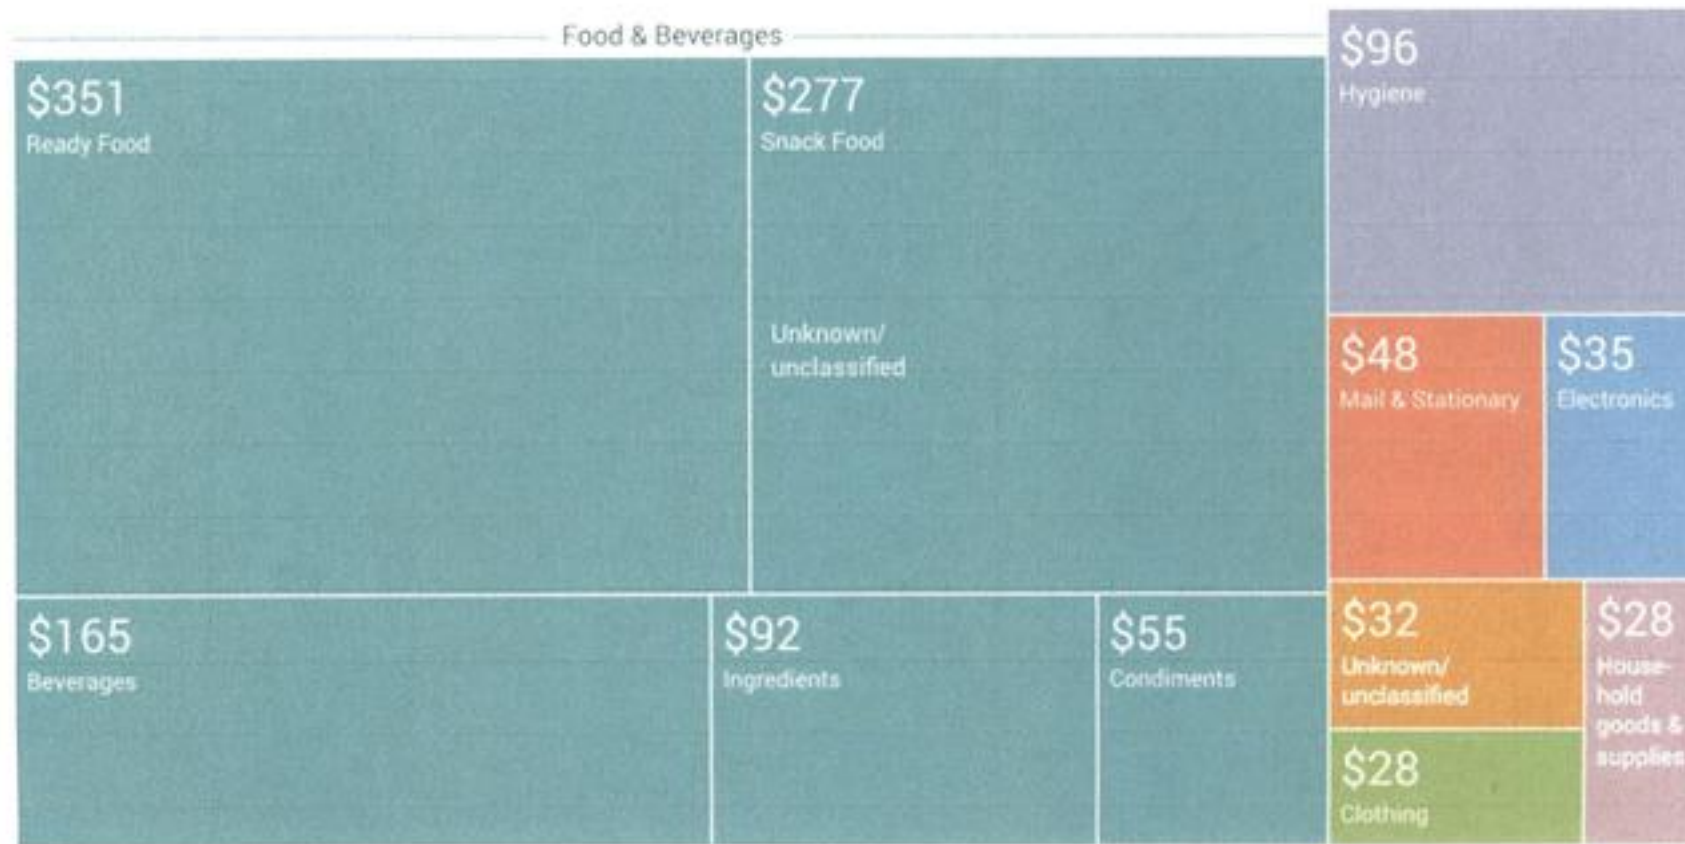 Food & Beverages
$351
Ready Food
$277
Snack Food
Unknown/
unclassified
$165
Beverages
$92
Ingredients
$55
Condiments
$96
Hygiene
$48
Mail & Stationary
$35
Electronics
$32
Unknown/
unclassified
$28
Clothing
$28
House-
hold
goods &
supplies